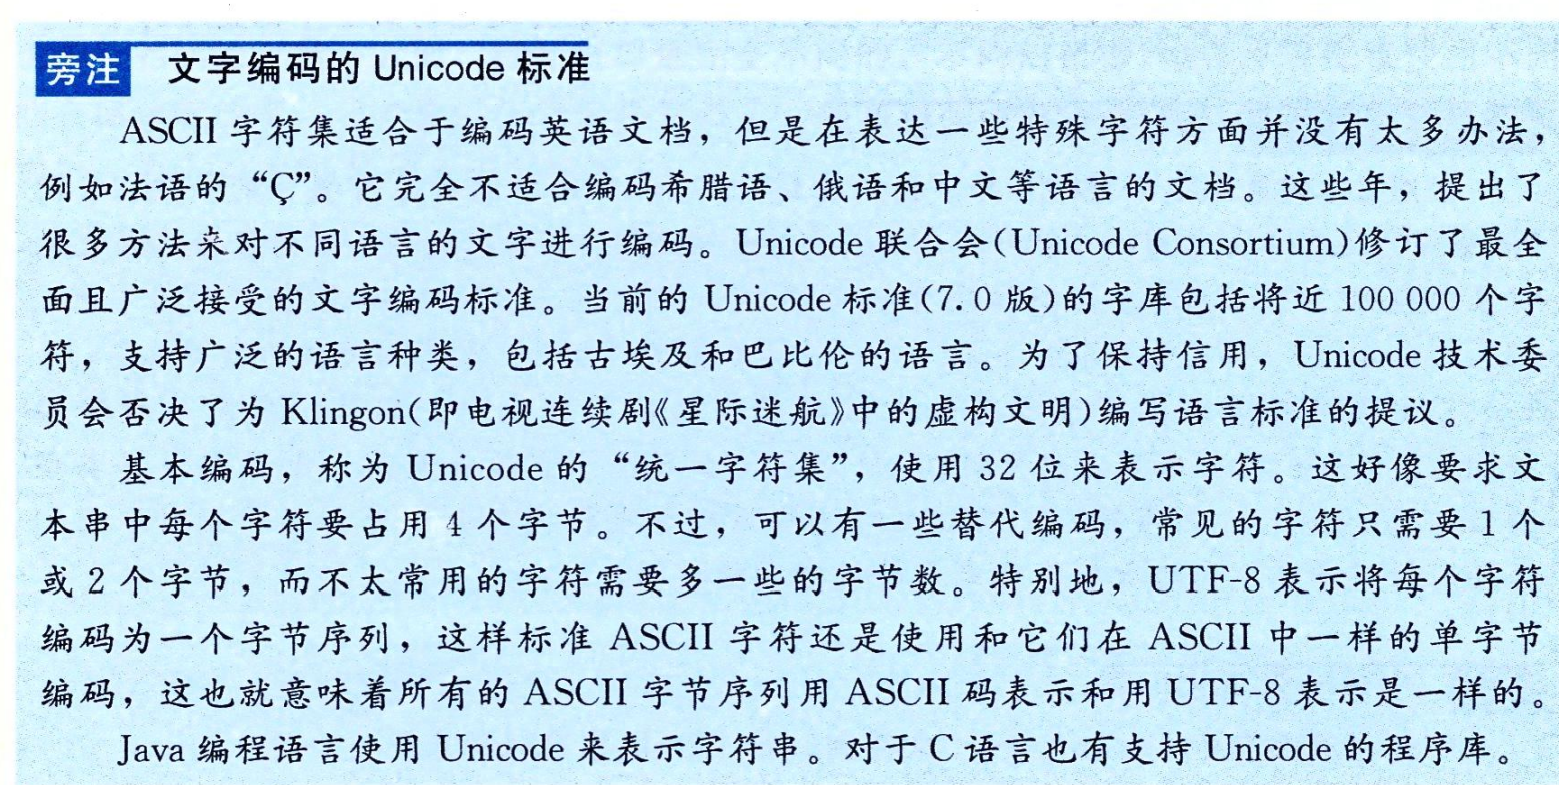 旁注 文字编码的 Unicode 标准
ASCII 字符集适合于编码英语文档，但是在表达一些特殊字符方面并没有太多办法，
例如法语的“Ç”。它完全不适合编码希腊语、俄语和中文等语言的文档。这些年，提出了
很多方法来对不同语言的文字进行编码。Unicode 联合会(Unicode Consortium)修订了最全
面且广泛接受的文字编码标准。当前的 Unicode 标准(7.0 版)的字库包括将近 100 000 个字
符，支持广泛的语言种类，包括古埃及和巴比伦的语言。为了保持信用，Unicode 技术委
员会否决了为 Klingon(即电视连续剧《星际迷航》中的虚构文明)编写语言标准的提议。
基本编码，称为 Unicode 的“统一字符集”，使用 32 位来表示字符。这好像要求文
本串中每个字符要占用 4 个字节。不过，可以有一些替代编码，常见的字符只需要 1 个
或 2 个字节，而不太常用的字符需要多一些的字节数。特别地，UTF-8 表示将每个字符
编码为一个字节序列，这样标准 ASCII 字符还是使用和它们在 ASCII 中一样的单字节
编码，这也就意味着所有的 ASCII 字节序列用 ASCII 码表示和用 UTF-8 表示是一样的。
Java 编程语言使用 Unicode 来表示字符串。对于 C 语言也有支持 Unicode 的程序库。